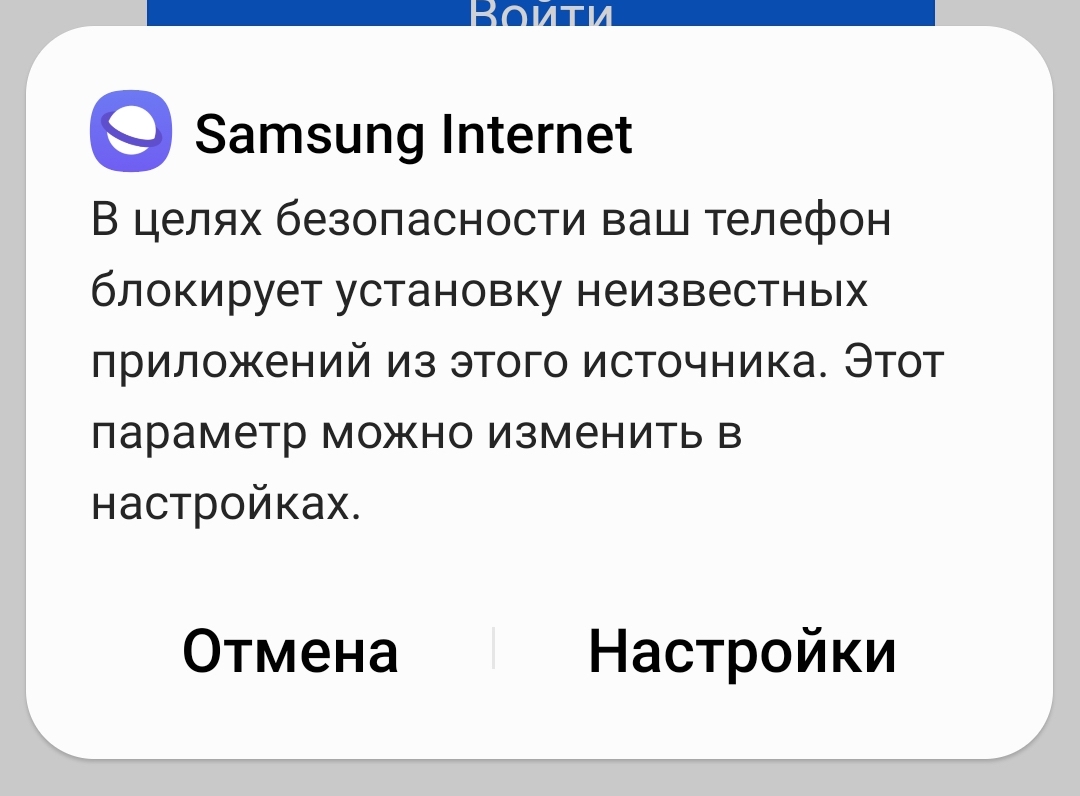 Войти
Samsung Internet
В целях безопасности ваш телефон
блокирует установку неизвестных
приложений из этого источника. Этот
параметр можно изменить в
настройках.
Отмена
Настройки